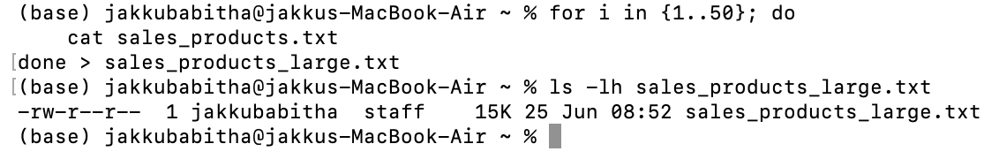 (base) jakkubabitha@jakkus-MacBook-Air ~ % for i in {1..50}; do
    cat sales_products.txt
[done > sales_products_large.txt
[(base) jakkubabitha@jakkus-MacBook-Air ~ % ls -lh sales_products_large.txt
-rw-r--r--  1 jakkubabitha  staff    15K 25 Jun 08:52 sales_products_large.txt
(base) jakkubabitha@jakkus-MacBook-Air ~ %